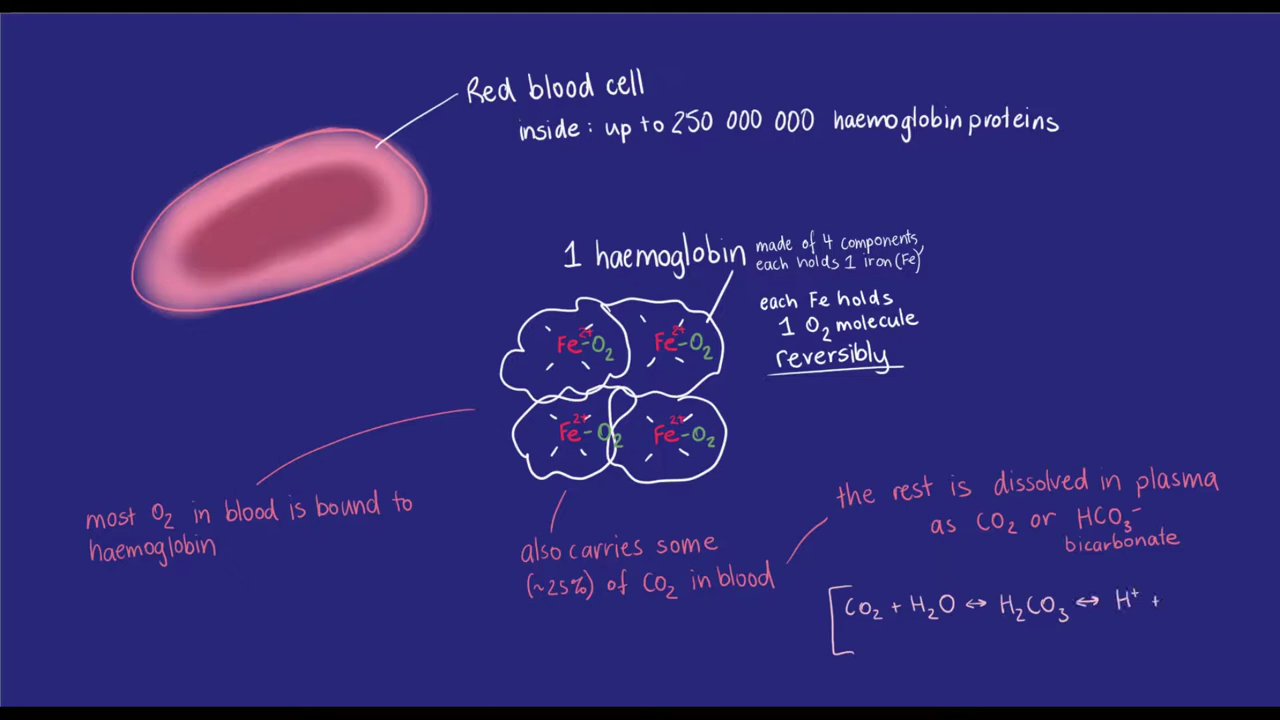 Red blood cell
inside: up to 250 000 000 haemoglobin proteins
1 haemoglobin
made of 4 components,
each holds 1 iron (Fe)
each Fe holds
1 O₂ molecule
reversibly
Fe²⁺-O₂
Fe²⁺-O₂
Fe²⁺-O₂
Fe²⁺-O₂
most O₂ in blood is bound to
haemoglobin
also carries some
(~25%) of CO₂ in blood
the rest is dissolved in plasma
as CO₂ or HCO₃⁻
bicarbonate
CO₂ + H₂O ↔ H₂CO₃ ↔ H⁺ +